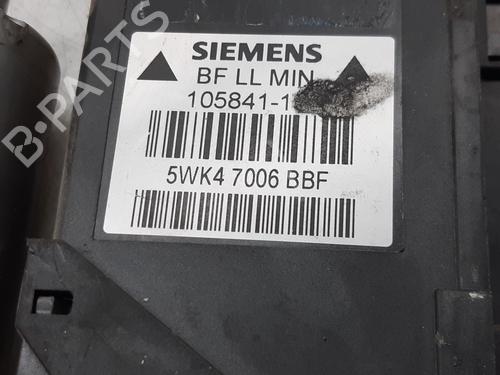 SIEMENS
BF LL MIN
105841-1
5WK4 7006 BBF
B-PARTS